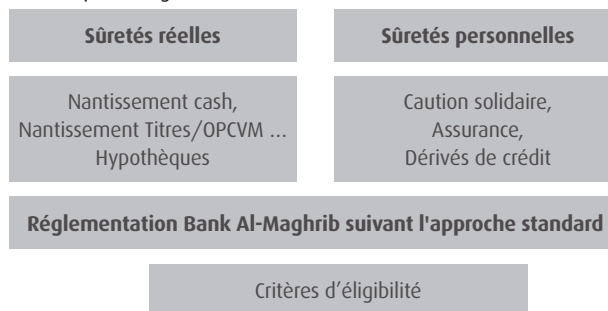 Sûretés réelles
Sûretés personnelles
Nantissement cash,
Nantissement Titres/OPCVM ...
Hypothèques
Caution solidaire,
Assurance,
Dérivés de crédit
Réglementation Bank Al-Maghrib suivant l'approche standard
Critères d’éligibilité